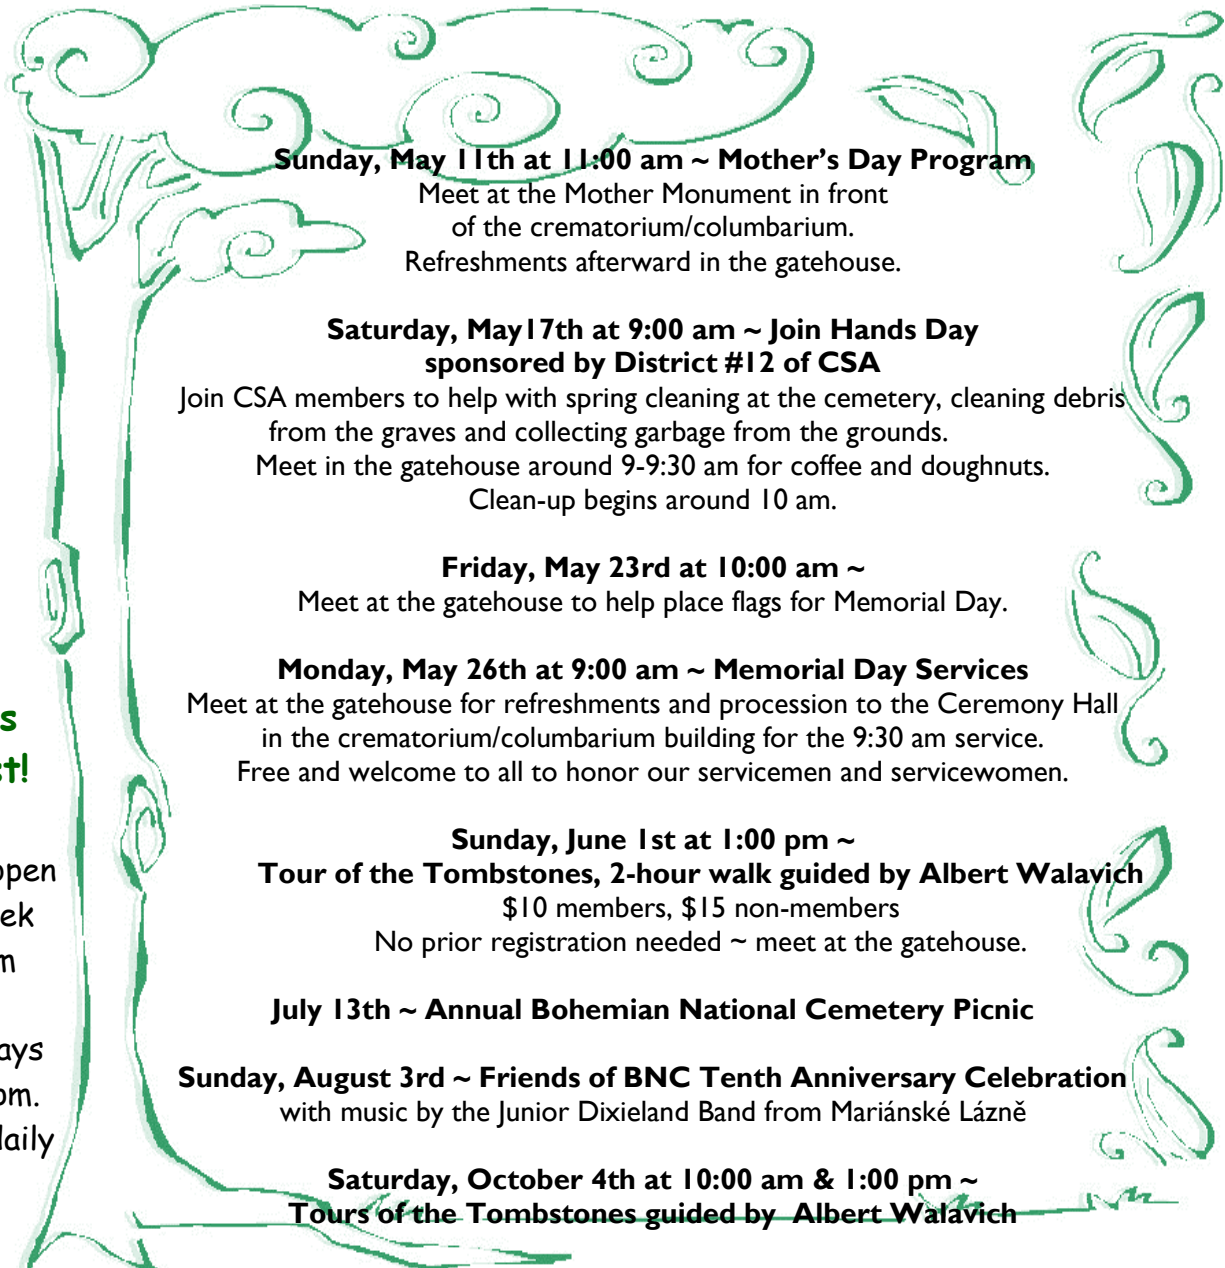 Sunday, May 11th at 11:00 am ~ Mother’s Day Program
Meet at the Mother Monument in front
of the crematorium/columbarium.
Refreshments afterward in the gatehouse.
Saturday, May17th at 9:00 am ~ Join Hands Day
sponsored by District #12 of CSA
Join CSA members to help with spring cleaning at the cemetery, cleaning debris
from the graves and collecting garbage from the grounds.
Meet in the gatehouse around 9-9:30 am for coffee and doughnuts.
Clean-up begins around 10 am.
Friday, May 23rd at 10:00 am ~
Meet at the gatehouse to help place flags for Memorial Day.
Monday, May 26th at 9:00 am ~ Memorial Day Services
Meet at the gatehouse for refreshments and procession to the Ceremony Hall
in the crematorium/columbarium building for the 9:30 am service.
Free and welcome to all to honor our servicemen and servicewomen.
Sunday, June 1st at 1:00 pm ~
Tour of the Tombstones, 2-hour walk guided by Albert Walavich
$10 members, $15 non-members
No prior registration needed ~ meet at the gatehouse.
July 13th ~ Annual Bohemian National Cemetery Picnic
Sunday, August 3rd ~ Friends of BNC Tenth Anniversary Celebration
with music by the Junior Dixieland Band from Mariánské Lázně
Saturday, October 4th at 10:00 am & 1:00 pm ~
Tours of the Tombstones guided by Albert Walavich